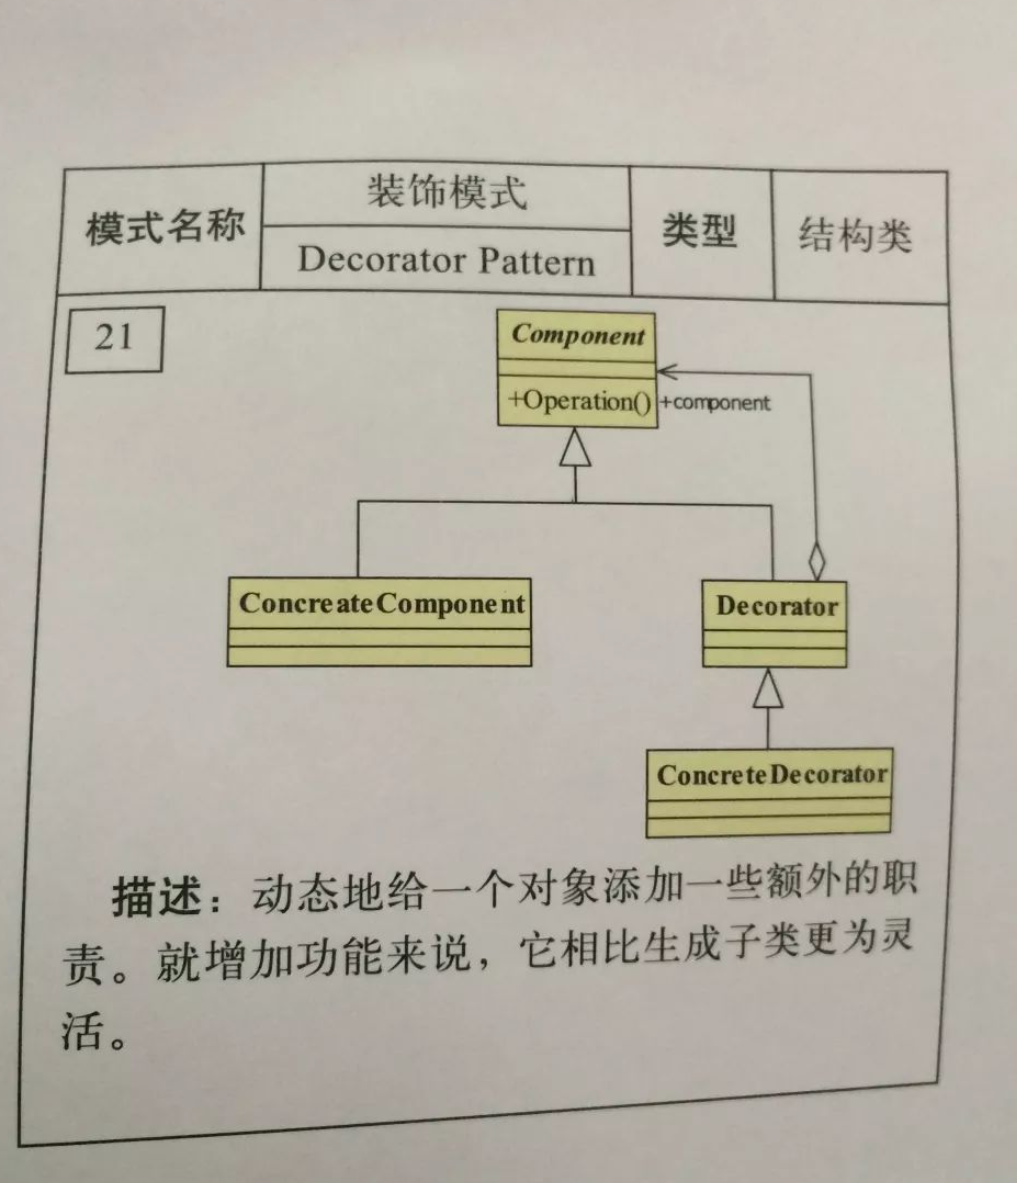 模式名称
装饰模式
Decorator Pattern
类型
结构类
21
Component
+Operation()
+component
ConcreateComponent
Decorator
ConcreteDecorator
描述：动态地给一个对象添加一些额外的职
责。就增加功能来说，它相比生成子类更为灵
活。